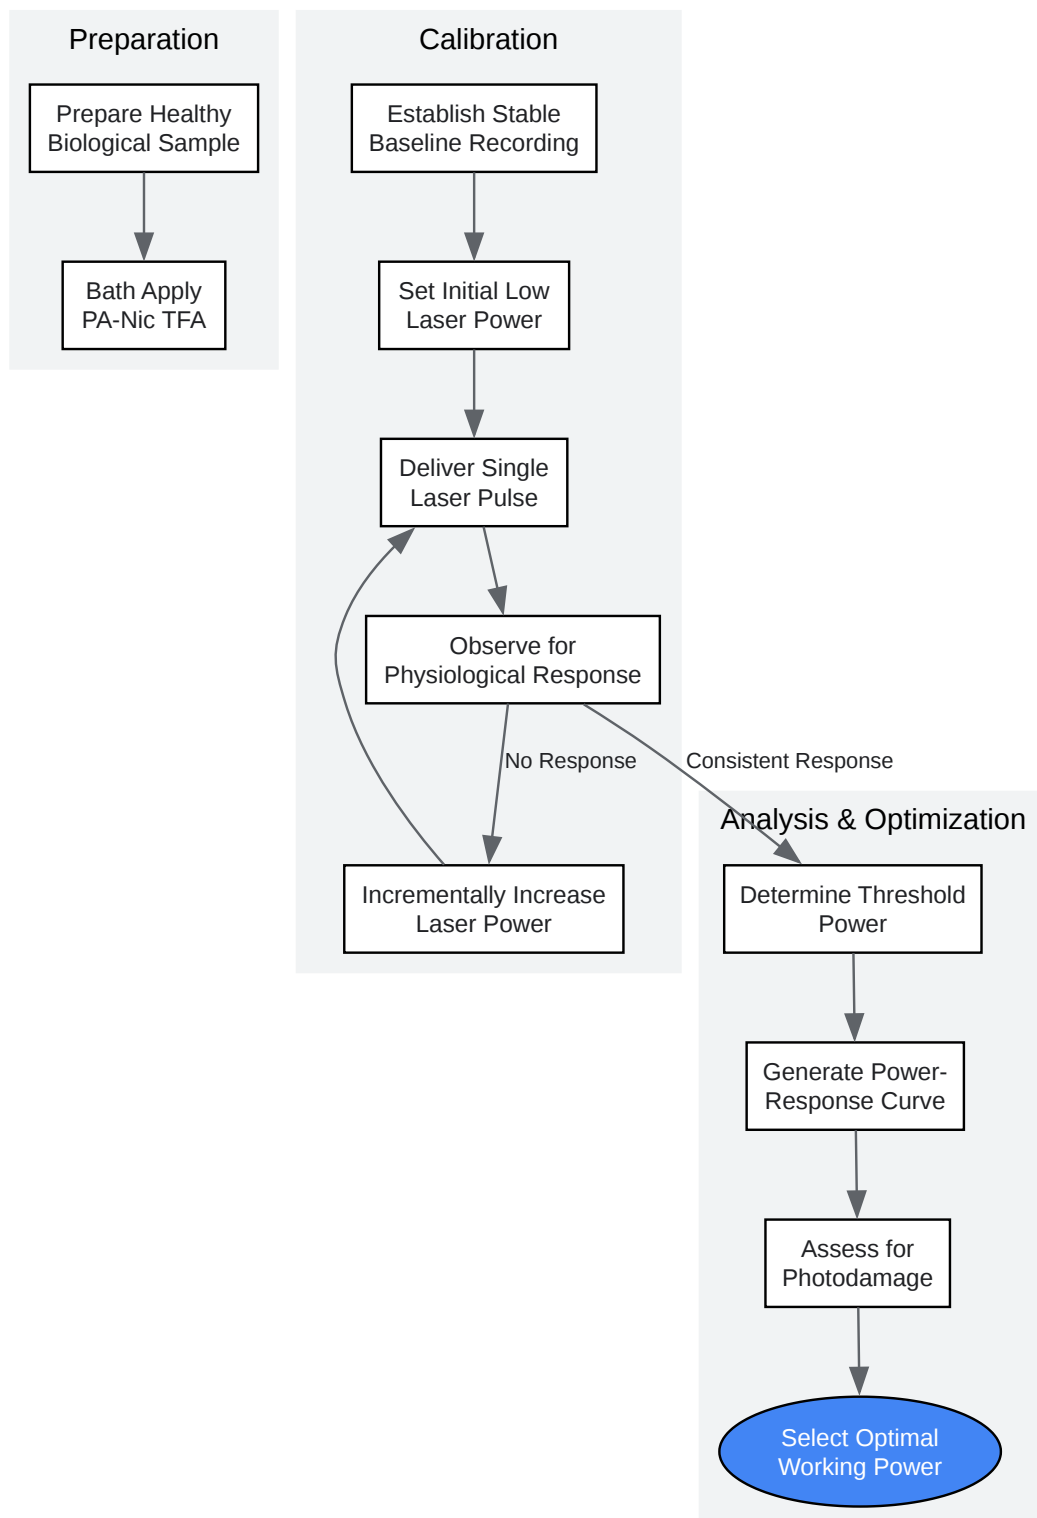 Preparation
Prepare Healthy
Biological Sample
Bath Apply
PA-Nic TFA
Calibration
Establish Stable
Baseline Recording
Set Initial Low
Laser Power
Deliver Single
Laser Pulse
Observe for
Physiological Response
No Response
Consistent Response
Incrementally Increase
Laser Power
Analysis & Optimization
Determine Threshold
Power
Generate Power-
Response Curve
Assess for
Photodamage
Select Optimal
Working Power